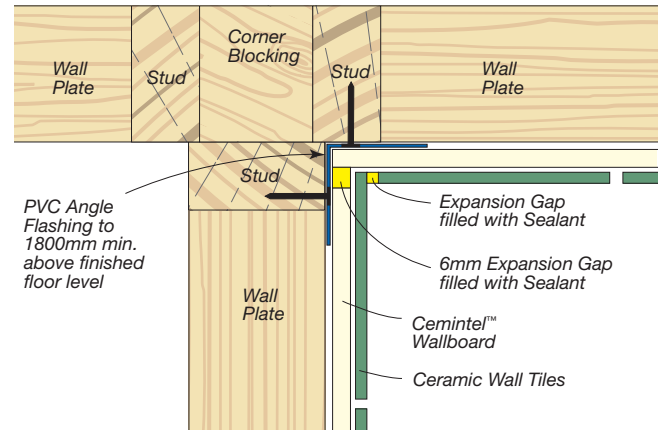 Corner
Blocking
Wall
Plate
Stud
Stud
Wall
Plate
Stud
PVC Angle
Flashing to
1800mm min.
above finished
floor level
Expansion Gap
filled with Sealant
6mm Expansion Gap
filled with Sealant
Wall
Plate
Cemintel™
Wallboard
Ceramic Wall Tiles